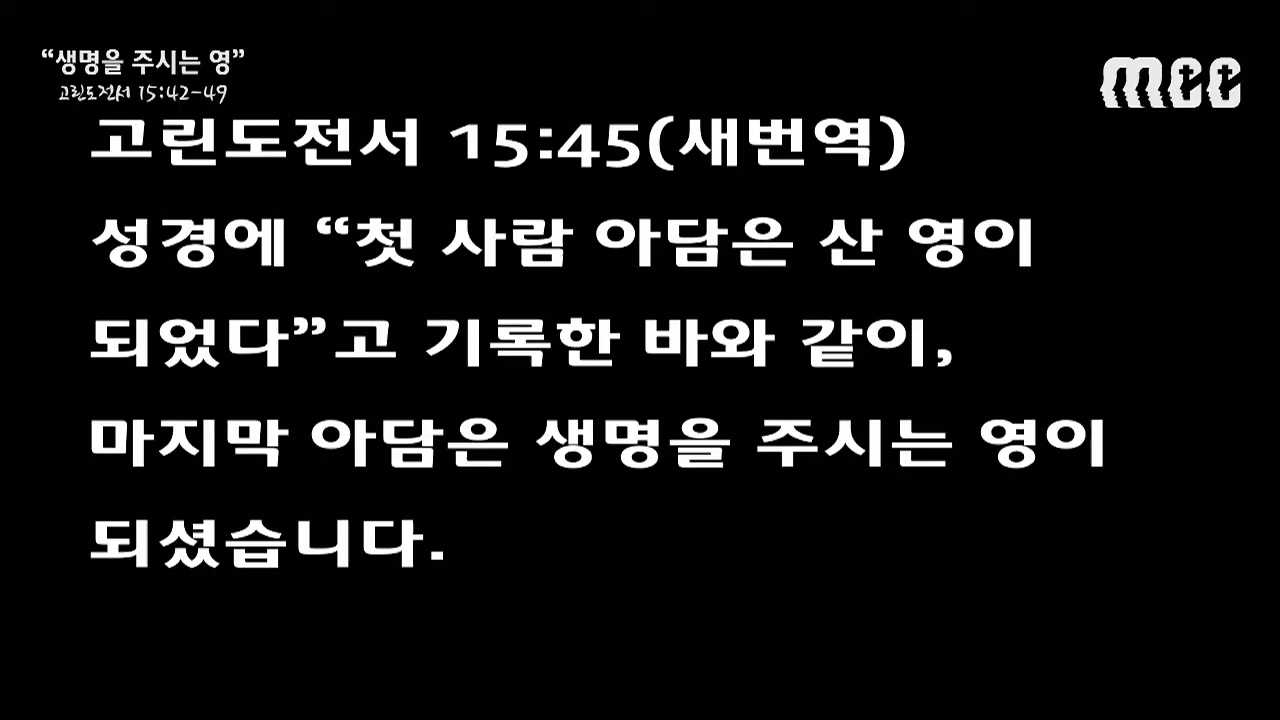 “생명을 주시는 영”
고린도전서 15:42-49
mcc
고린도전서 15:45(새번역)
성경에 “첫 사람 아담은 산 영이
되었다”고 기록한 바와 같이,
마지막 아담은 생명을 주시는 영이
되셨습니다.